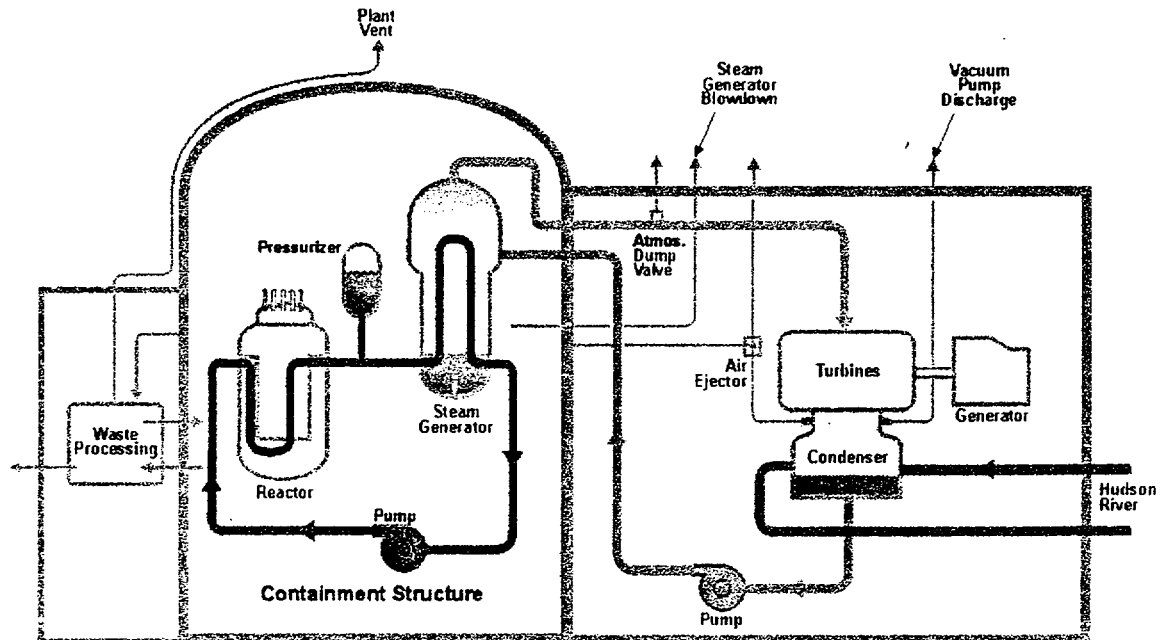 Plant
Vent
Steam
Generator
Blowdown
Vacuum
Pump
Discharge
Pressurizer
Atmos.
Dump
Valve
Air
Ejector
Turbines
Generator
Steam
Generator
Waste
Processing
Condenser
Reactor
Hudson
River
Pump
Containment Structure
Pump